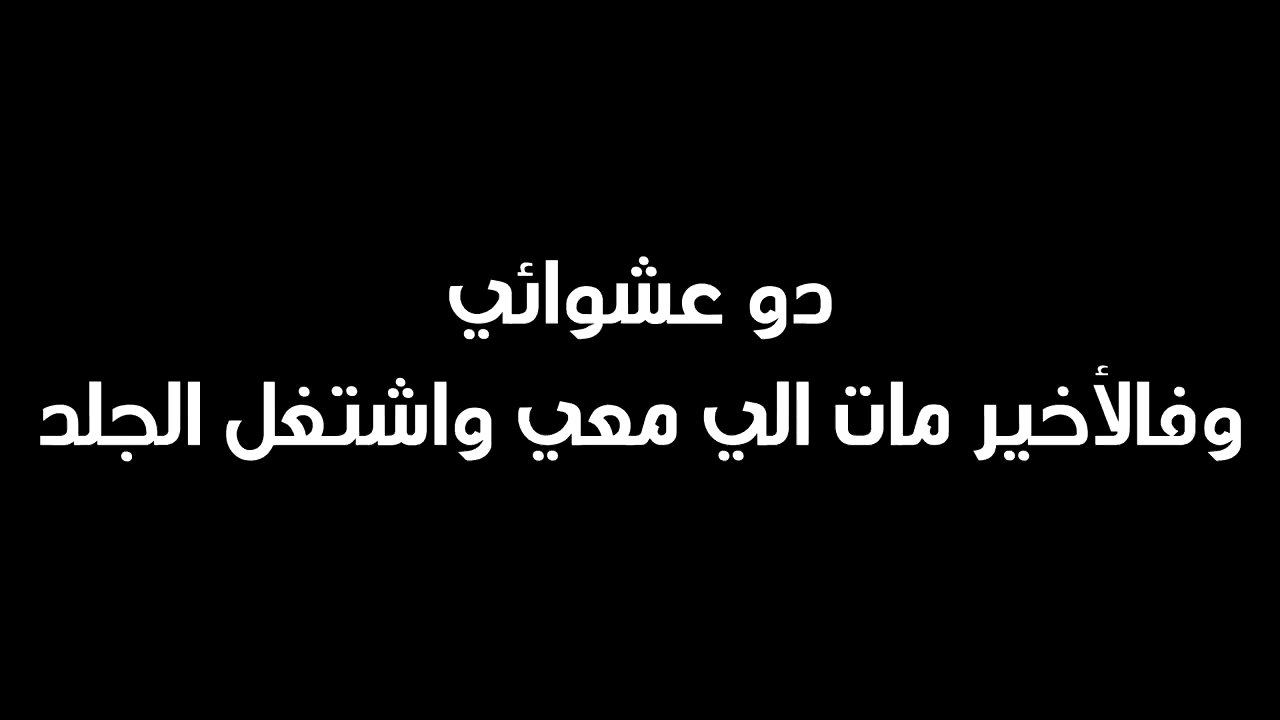 دو عشوائي
وفالأخير مات الي معي واشتغل الجلد